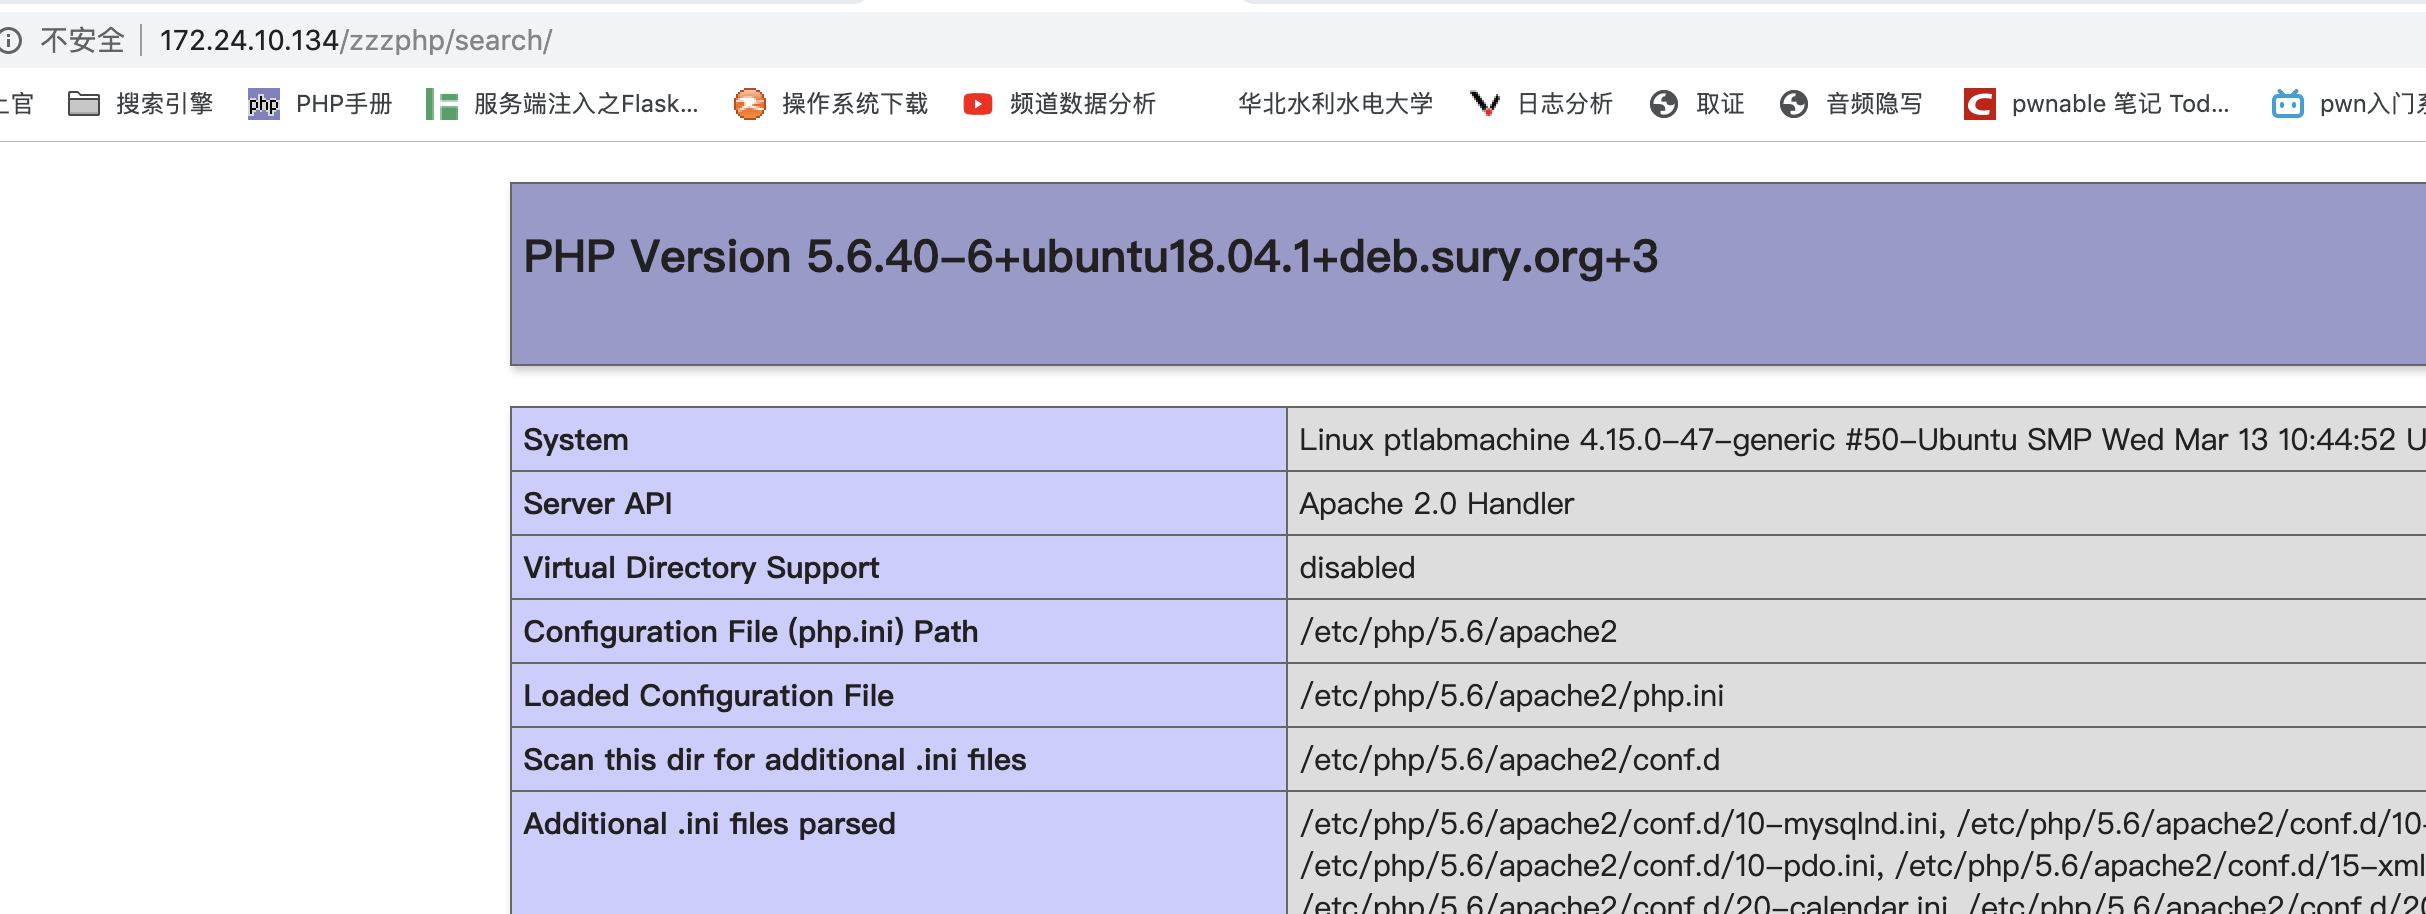 不安全 172.24.10.134/zzzphp/search/
官 搜索引擎 php PHP手册 服务端注入之Flask... 操作系统下载 频道数据分析 华北水利水电大学 日志分析 取证 音频隐写 pwnable 笔记 Tod... pwn入门
PHP Version 5.6.40-6+ubuntu18.04.1+deb.sury.org+3
System Linux ptlabmachine 4.15.0-47-generic #50-Ubuntu SMP Wed Mar 13 10:44:52 U
Server API Apache 2.0 Handler
Virtual Directory Support disabled
Configuration File (php.ini) Path /etc/php/5.6/apache2
Loaded Configuration File /etc/php/5.6/apache2/php.ini
Scan this dir for additional .ini files /etc/php/5.6/apache2/conf.d
Additional .ini files parsed /etc/php/5.6/apache2/conf.d/10-mysqlnd.ini, /etc/php/5.6/apache2/conf.d/10-
/etc/php/5.6/apache2/conf.d/10-pdo.ini, /etc/php/5.6/apache2/conf.d/15-xml
/etc/php/5.6/apache2/conf.d/20-calendar.ini, /etc/php/5.6/apache2/conf.d/20